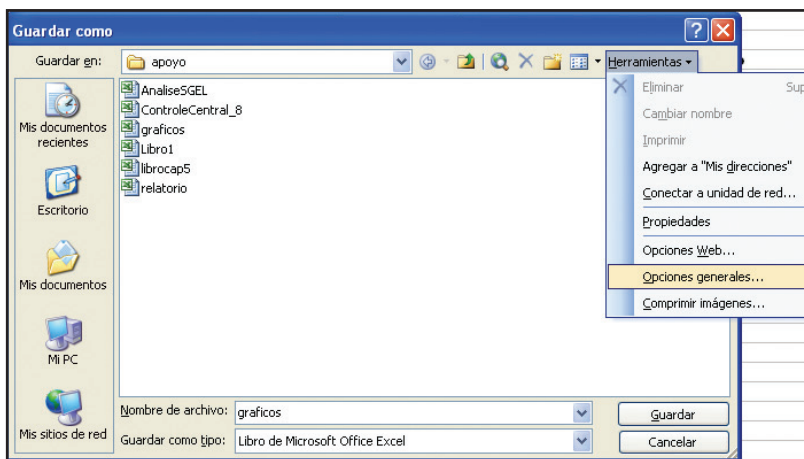 Guardar como
Guardar en:
apoyo
Herramientas
Mis documentos
recientes
Escritorio
Mis documentos
Mi PC
Mis sitios de red
AnaliseSGEL
ControleCentral_8
graficos
Libro1
librocap5
relatorio
Eliminar Sup
Cambiar nombre
Imprimir
Agregar a "Mis direcciones"
Conectar a unidad de red...
Propiedades
Opciones Web...
Opciones generales...
Comprimir imágenes...
Nombre de archivo: graficos
Guardar
Guardar como tipo: Libro de Microsoft Office Excel
Cancelar